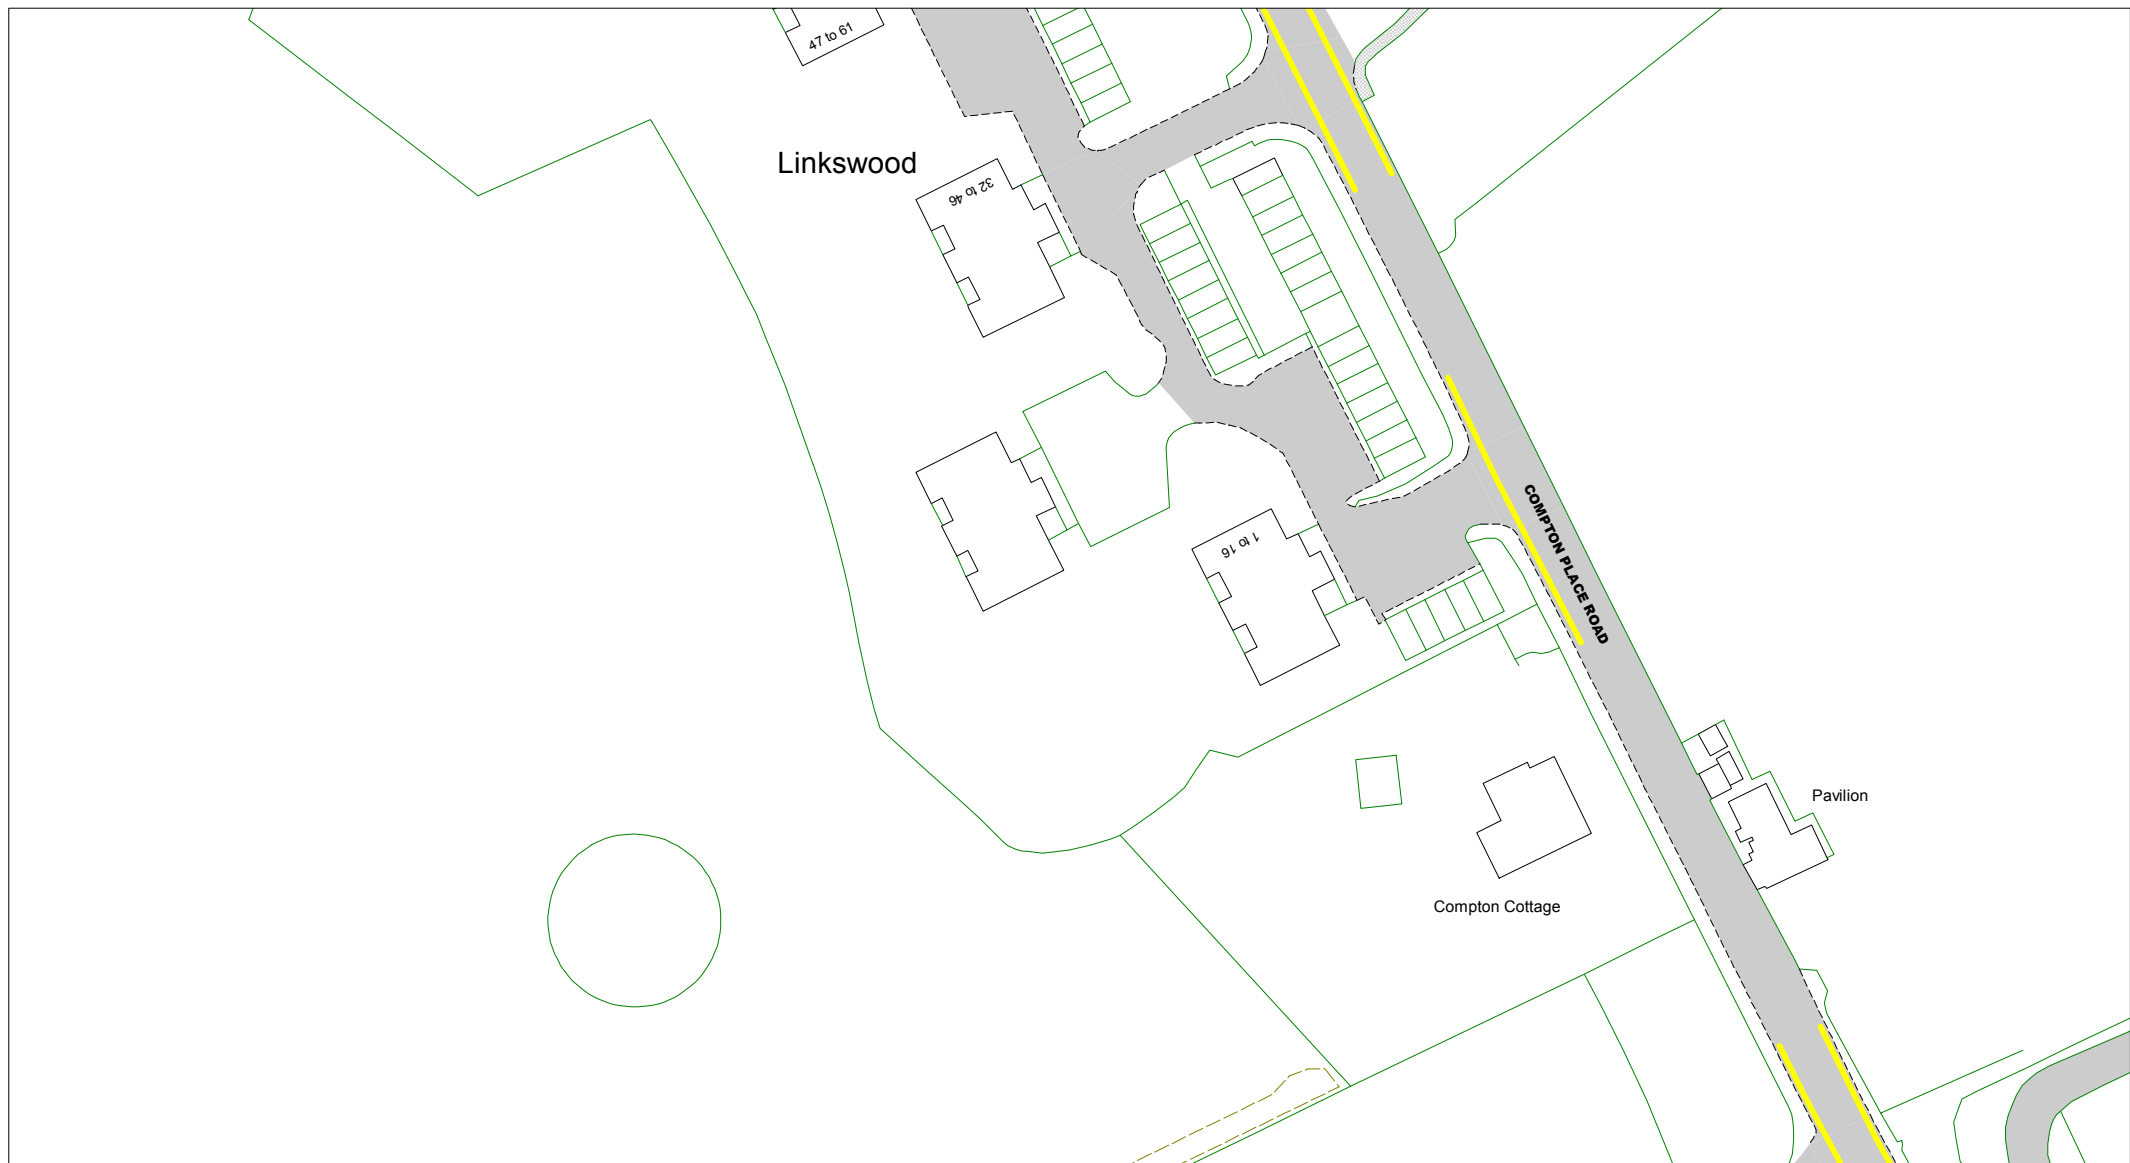 47 to 61
Linkswood
32 to 46
1 to 16
COMPTON PLACE ROAD
Pavilion
Compton Cottage